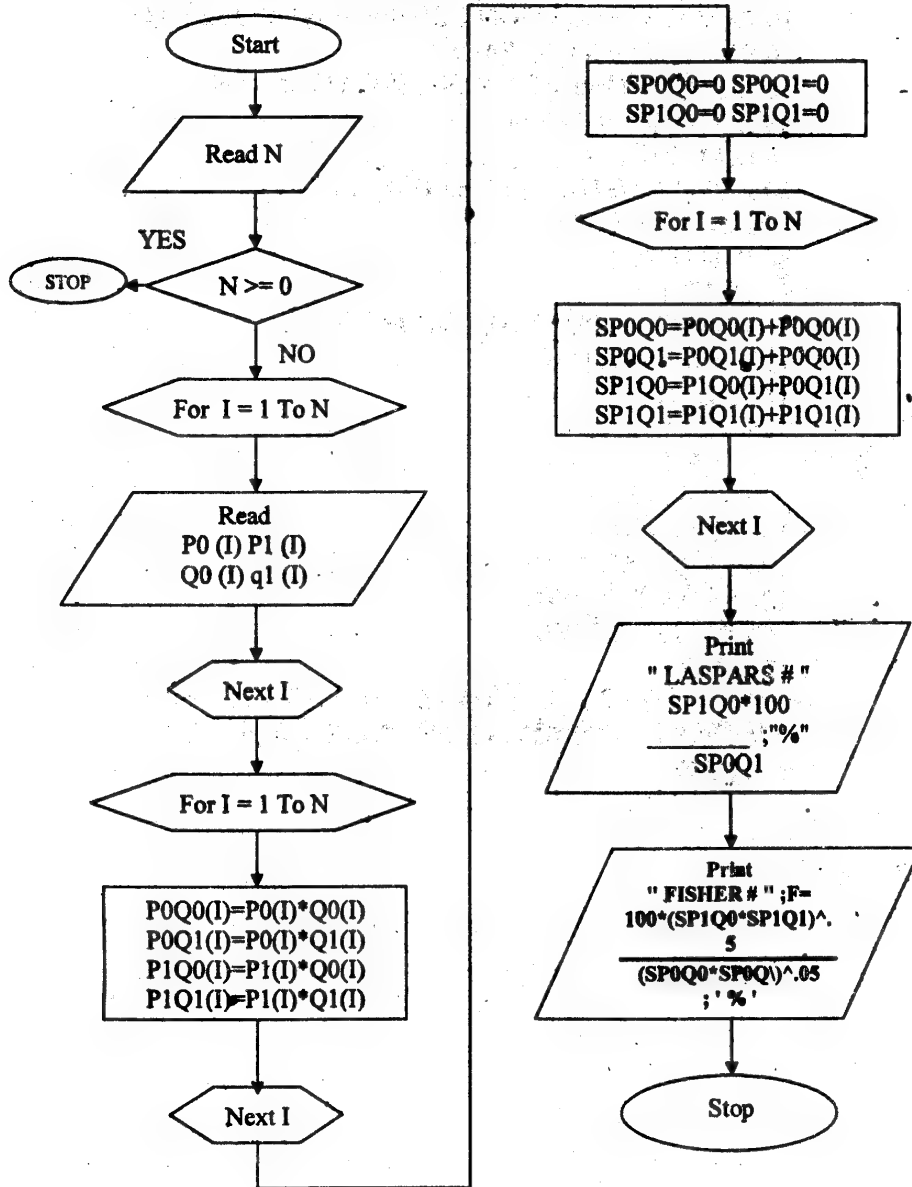 Start
Read N
YES
STOP
N >= 0
NO
For I = 1 To N
Read
P0 (I) P1 (I)
Q0 (I) q1 (I)
Next I
For I = 1 To N
P0Q0(I)=P0(I)*Q0(I)
P0Q1(I)=P0(I)*Q1(I)
P1Q0(I)=P1(I)*Q0(I)
P1Q1(I)=P1(I)*Q1(I)
Next I
SP0Q0=0 SP0Q1=0
SP1Q0=0 SP1Q1=0
For I = 1 To N
SP0Q0=P0Q0(I)+P0Q0(I)
SP0Q1=P0Q1(I)+P0Q0(I)
SP1Q0=P1Q0(I)+P0Q1(I)
SP1Q1=P1Q1(I)+P1Q1(I)
Next I
Print
" LASPARS # "
SP1Q0*100
;"%"
SP0Q1
Print
" FISHER # " ;F=
100*(SP1Q0*SP1Q1)^.
5
(SP0Q0*SP0Q\)^.05
; ' % '
Stop